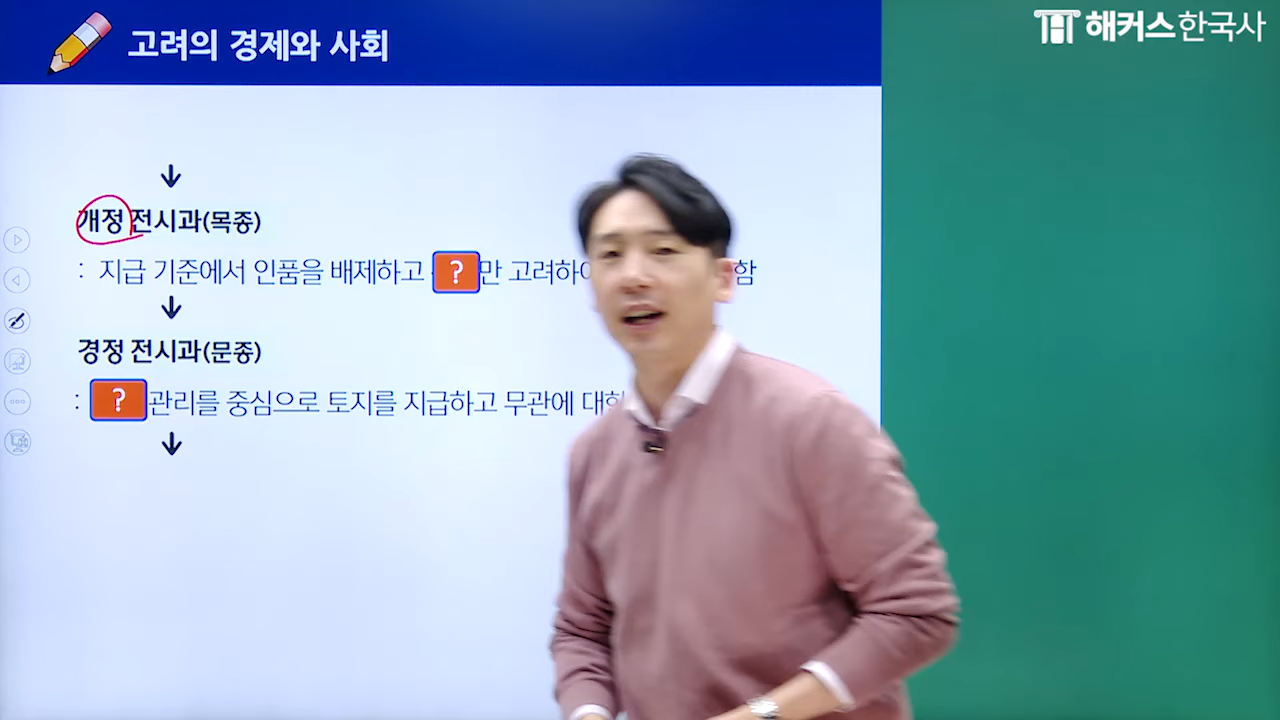 고려의 경제와 사회
해커스한국사
개정 전시과(목종)
: 지급 기준에서 인품을 배제하고 ? 만 고려하 함
경정 전시과(문종)
: ? 관리를 중심으로 토지를 지급하고 무관에